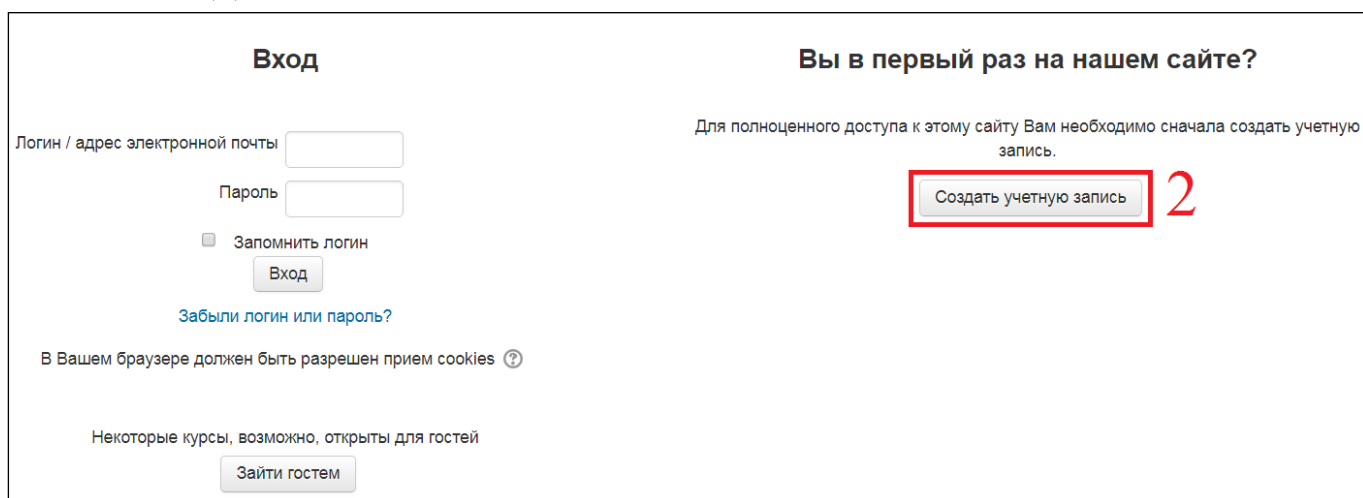 Вход
Логин / адрес электронной почты
Пароль
Запомнить логин
Вход
Забыли логин или пароль?
В Вашем браузере должен быть разрешен прием cookies ?
Некоторые курсы, возможно, открыты для гостей
Зайти гостем
Вы в первый раз на нашем сайте?
Для полноценного доступа к этому сайту Вам необходимо сначала создать учетную
запись.
Создать учетную запись 2